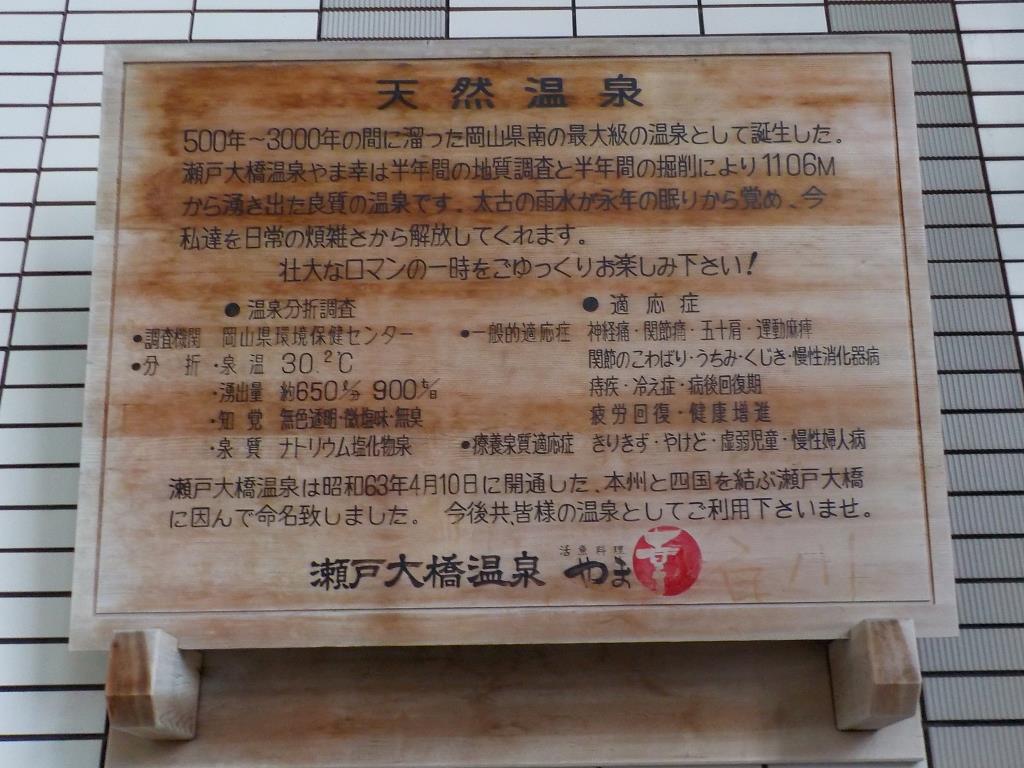 天然温泉
500年～3000年の間に溜った岡山県南の最大級の温泉として誕生した。
瀬戸大橋温泉やま幸は半年間の地質調査と半年間の掘削により1106M
から湧き出た良質の温泉です。太古の雨水が永年の眠りから覚め、今
私達を日常の煩雑さから解放してくれます。
壮大なロマンの一時をごゆっくりお楽しみ下さい！
●温泉分折調査
●調査機関 岡山県環境保健センター
●分 折・泉 温 30.2℃
・湧出量 約650ℓ/分 900t/日
・知 覚 無色透明・微塩味・無臭
・泉 質 ナトリウム塩化物泉
●適応症
●一般的適応症 神経痛・関節痛・五十肩・運動麻痺
関節のこわばり・うちみ・くじき・慢性消化器病
痔疾・冷え症・病後回復期
疲労回復・健康増進
●療養泉質適応症 きりきず・やけど・虚弱児童・慢性婦人病
瀬戸大橋温泉は昭和63年4月10日に開通した、本州と四国を結ぶ瀬戸大橋
に因んで命名致しました。 今後共、皆様の温泉としてご利用下さいませ。
活魚料理
瀬戸大橋温泉 やま幸